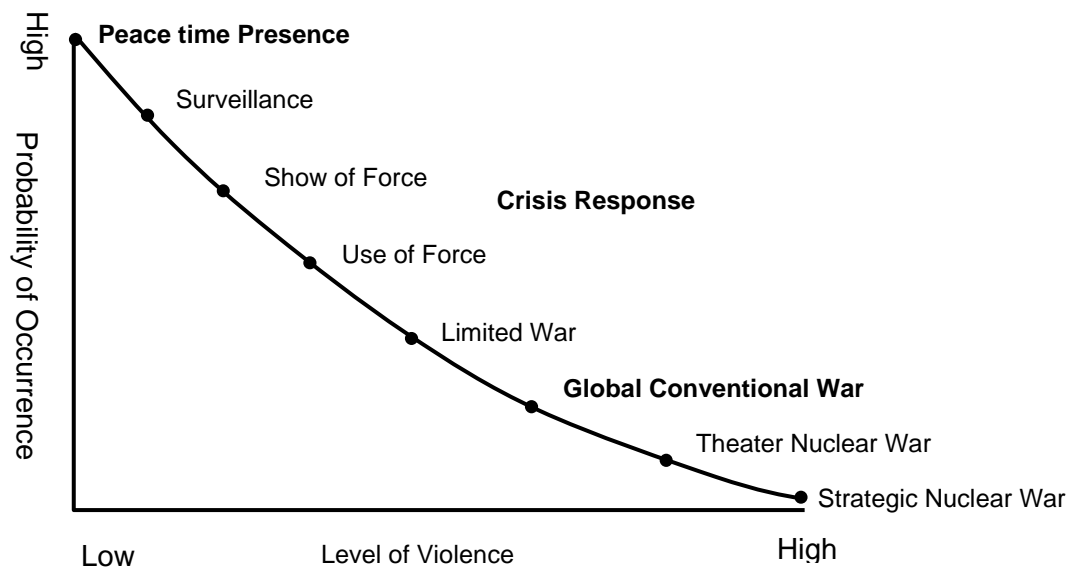 High
Probability of Occurrence
Peace time Presence
Surveillance
Show of Force
Crisis Response
Use of Force
Limited War
Global Conventional War
Theater Nuclear War
Strategic Nuclear War
Low
Level of Violence
High